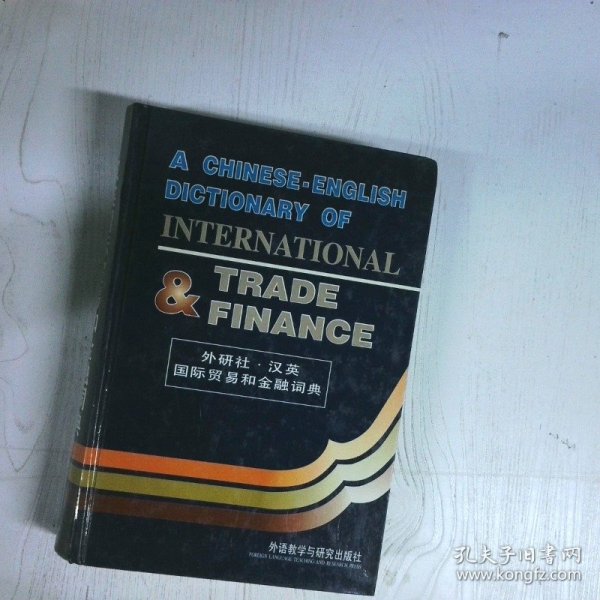 A CHINESE-ENGLISH
DICTIONARY OF
INTERNATIONAL
& TRADE
FINANCE
外研社·汉英
国际贸易和金融词典
外语教学与研究出版社
FOREIGN LANGUAGE TEACHING AND RESEARCH PRESS
孔夫子旧书网
www.kongfz.com